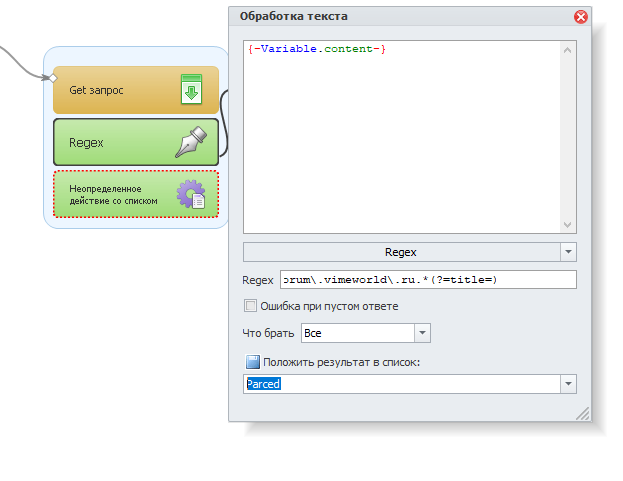 Обработка текста
{-Variable.content-}
Get запрос
Regex
Неопределенное
действие со списком
Regex
Regex orum\.vimeworld\.ru.*(?=title=)
Ошибка при пустом ответе
Что брать Все
Положить результат в список:
Parced